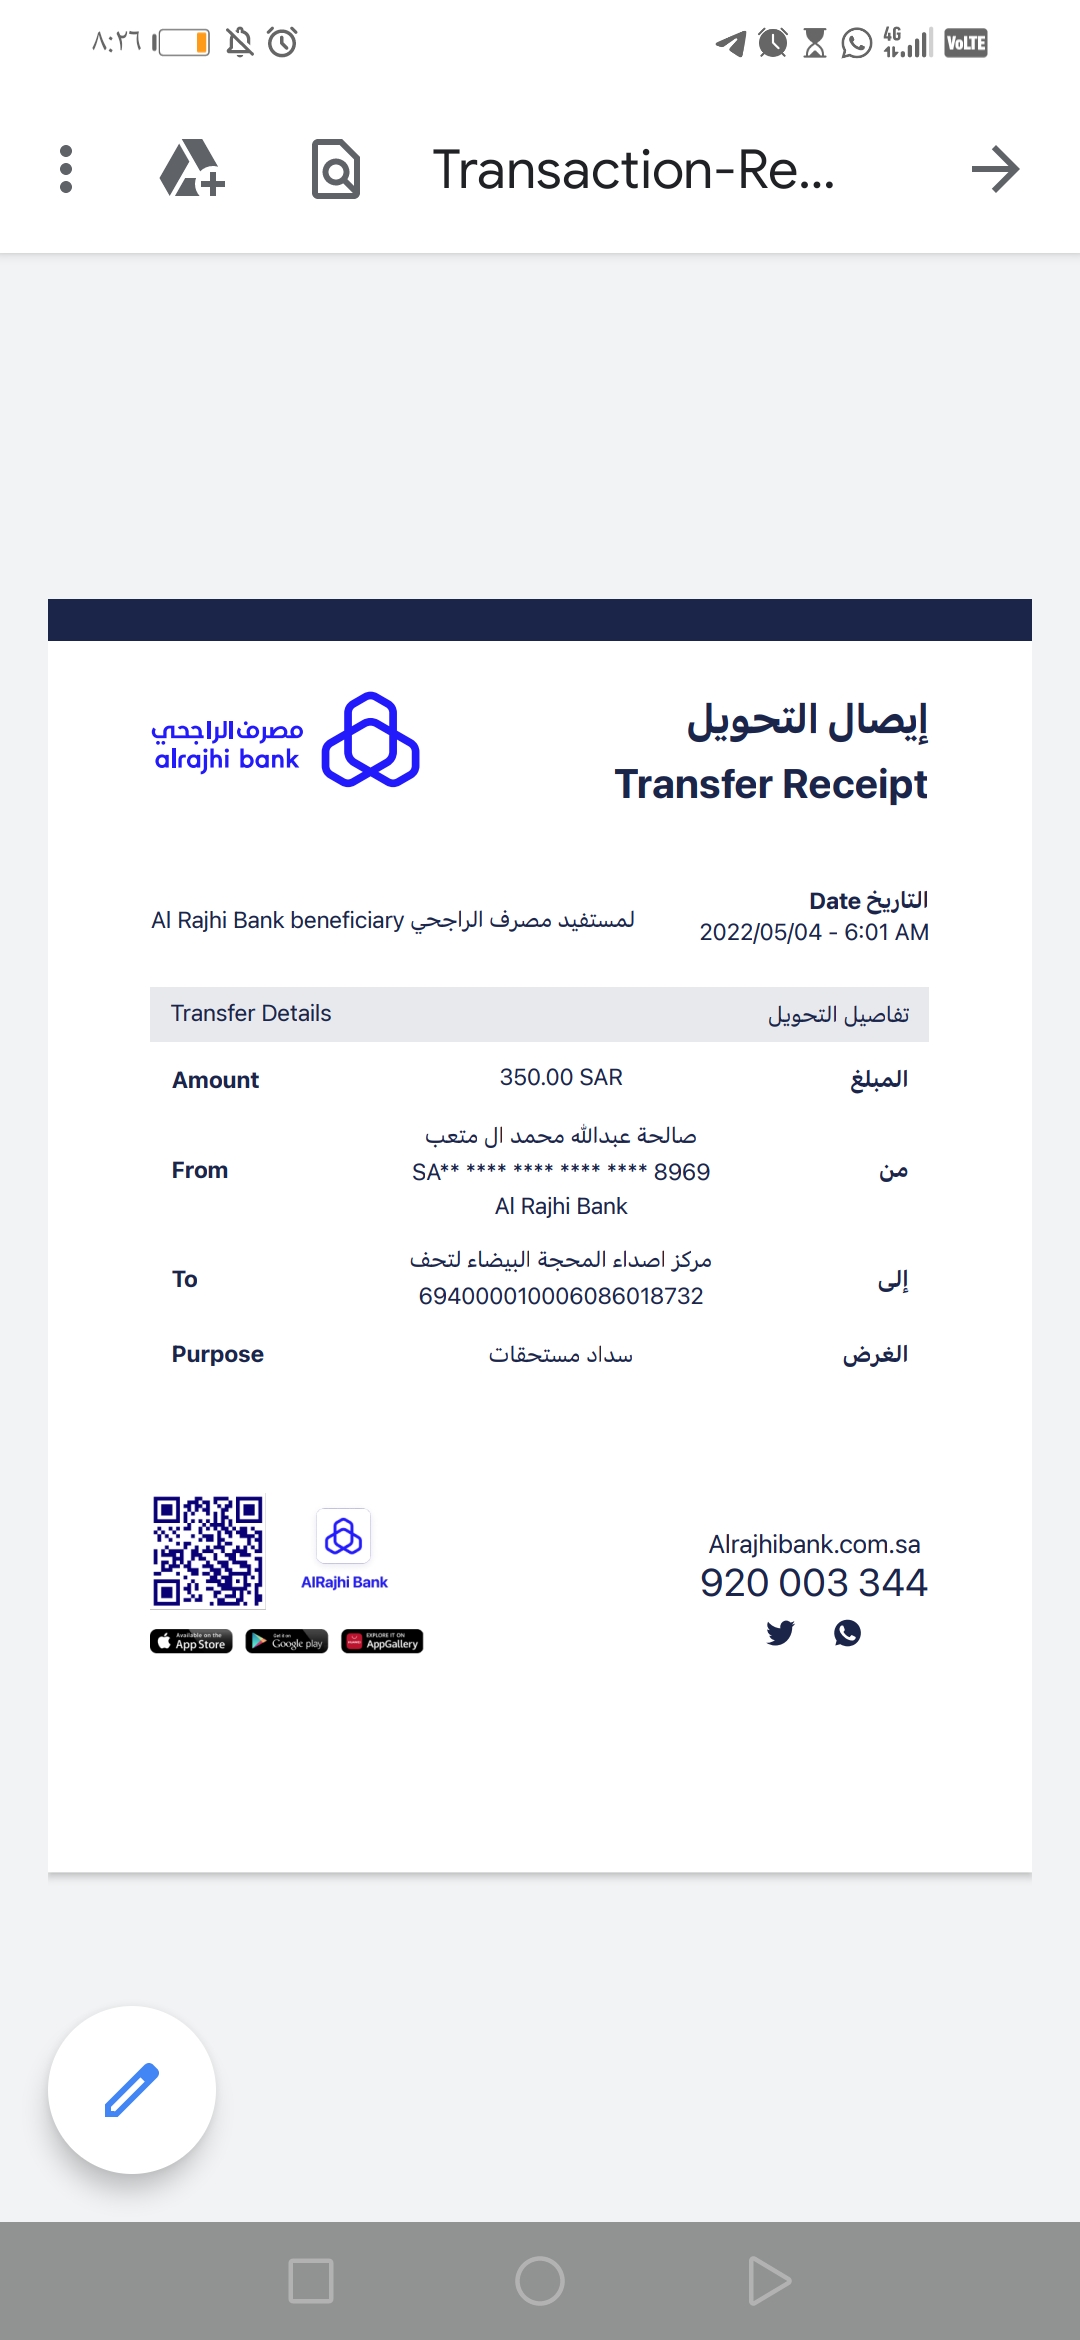 ٨:٢٦
4G
VoLTE
Transaction-Re...
مصرف الراجحي
alrajhi bank
إيصال التحويل
Transfer Receipt
Al Rajhi Bank beneficiary لمستفيد مصرف الراجحي
Date التاريخ
2022/05/04 - 6:01 AM
Transfer Details
تفاصيل التحويل
Amount
350.00 SAR
المبلغ
صالحة عبدالله محمد ال متعب
From
SA** **** **** **** **** 8969
من
Al Rajhi Bank
مركز اصداء المحجة البيضاء لتحف
To
إلى
694000010006086018732
Purpose
سداد مستحقات
الغرض
AlRajhi Bank
Alrajhibank.com.sa
920 003 344
Available on the
App Store
Get it on
Google play
EXPLORE IT ON
AppGallery